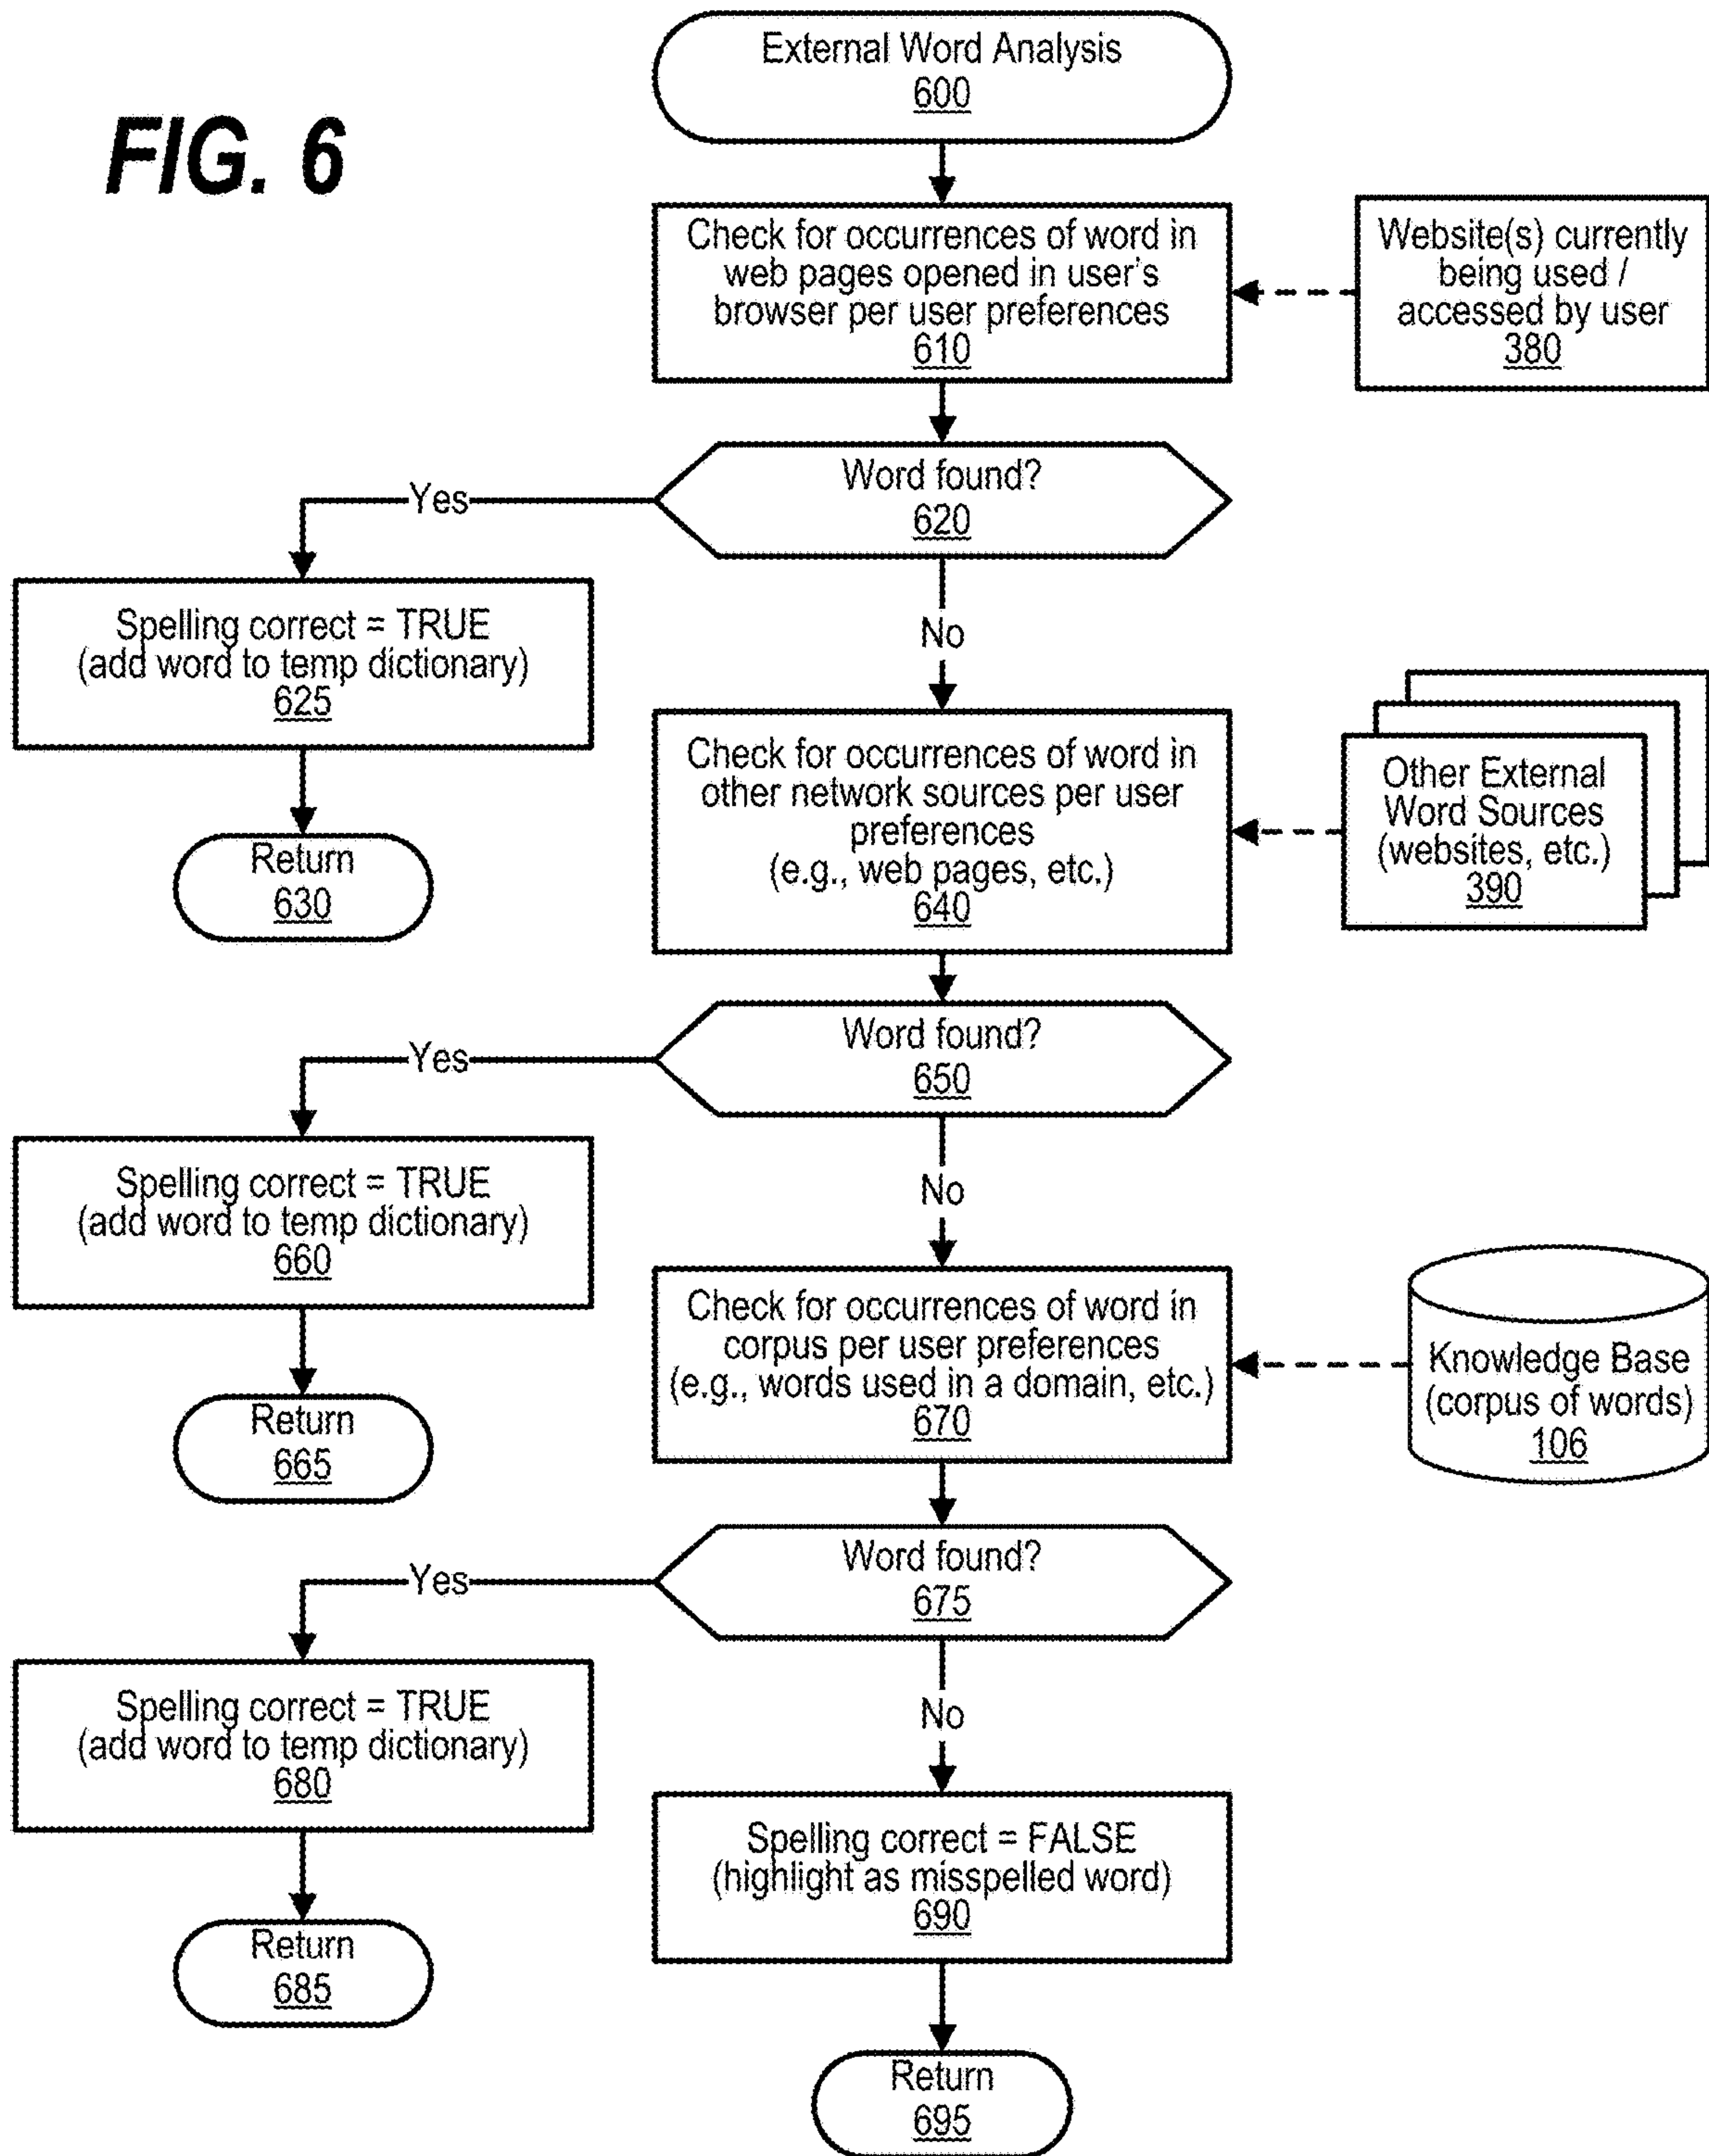 FIG. 6
External Word Analysis
600
Check for occurrences of word in
web pages opened in user's
browser per user preferences
610
Website(s) currently
being used /
accessed by user
380
Word found?
620
Yes
No
Spelling correct = TRUE
(add word to temp dictionary)
625
Return
630
Check for occurrences of word in
other network sources per user
preferences
(e.g., web pages, etc.)
640
Other External
Word Sources
(websites, etc.)
390
Word found?
650
Yes
No
Spelling correct = TRUE
(add word to temp dictionary)
660
Return
665
Check for occurrences of word in
corpus per user preferences
(e.g., words used in a domain, etc.)
670
Knowledge Base
(corpus of words)
106
Word found?
675
Yes
No
Spelling correct = TRUE
(add word to temp dictionary)
680
Return
685
Spelling correct = FALSE
(highlight as misspelled word)
690
Return
695